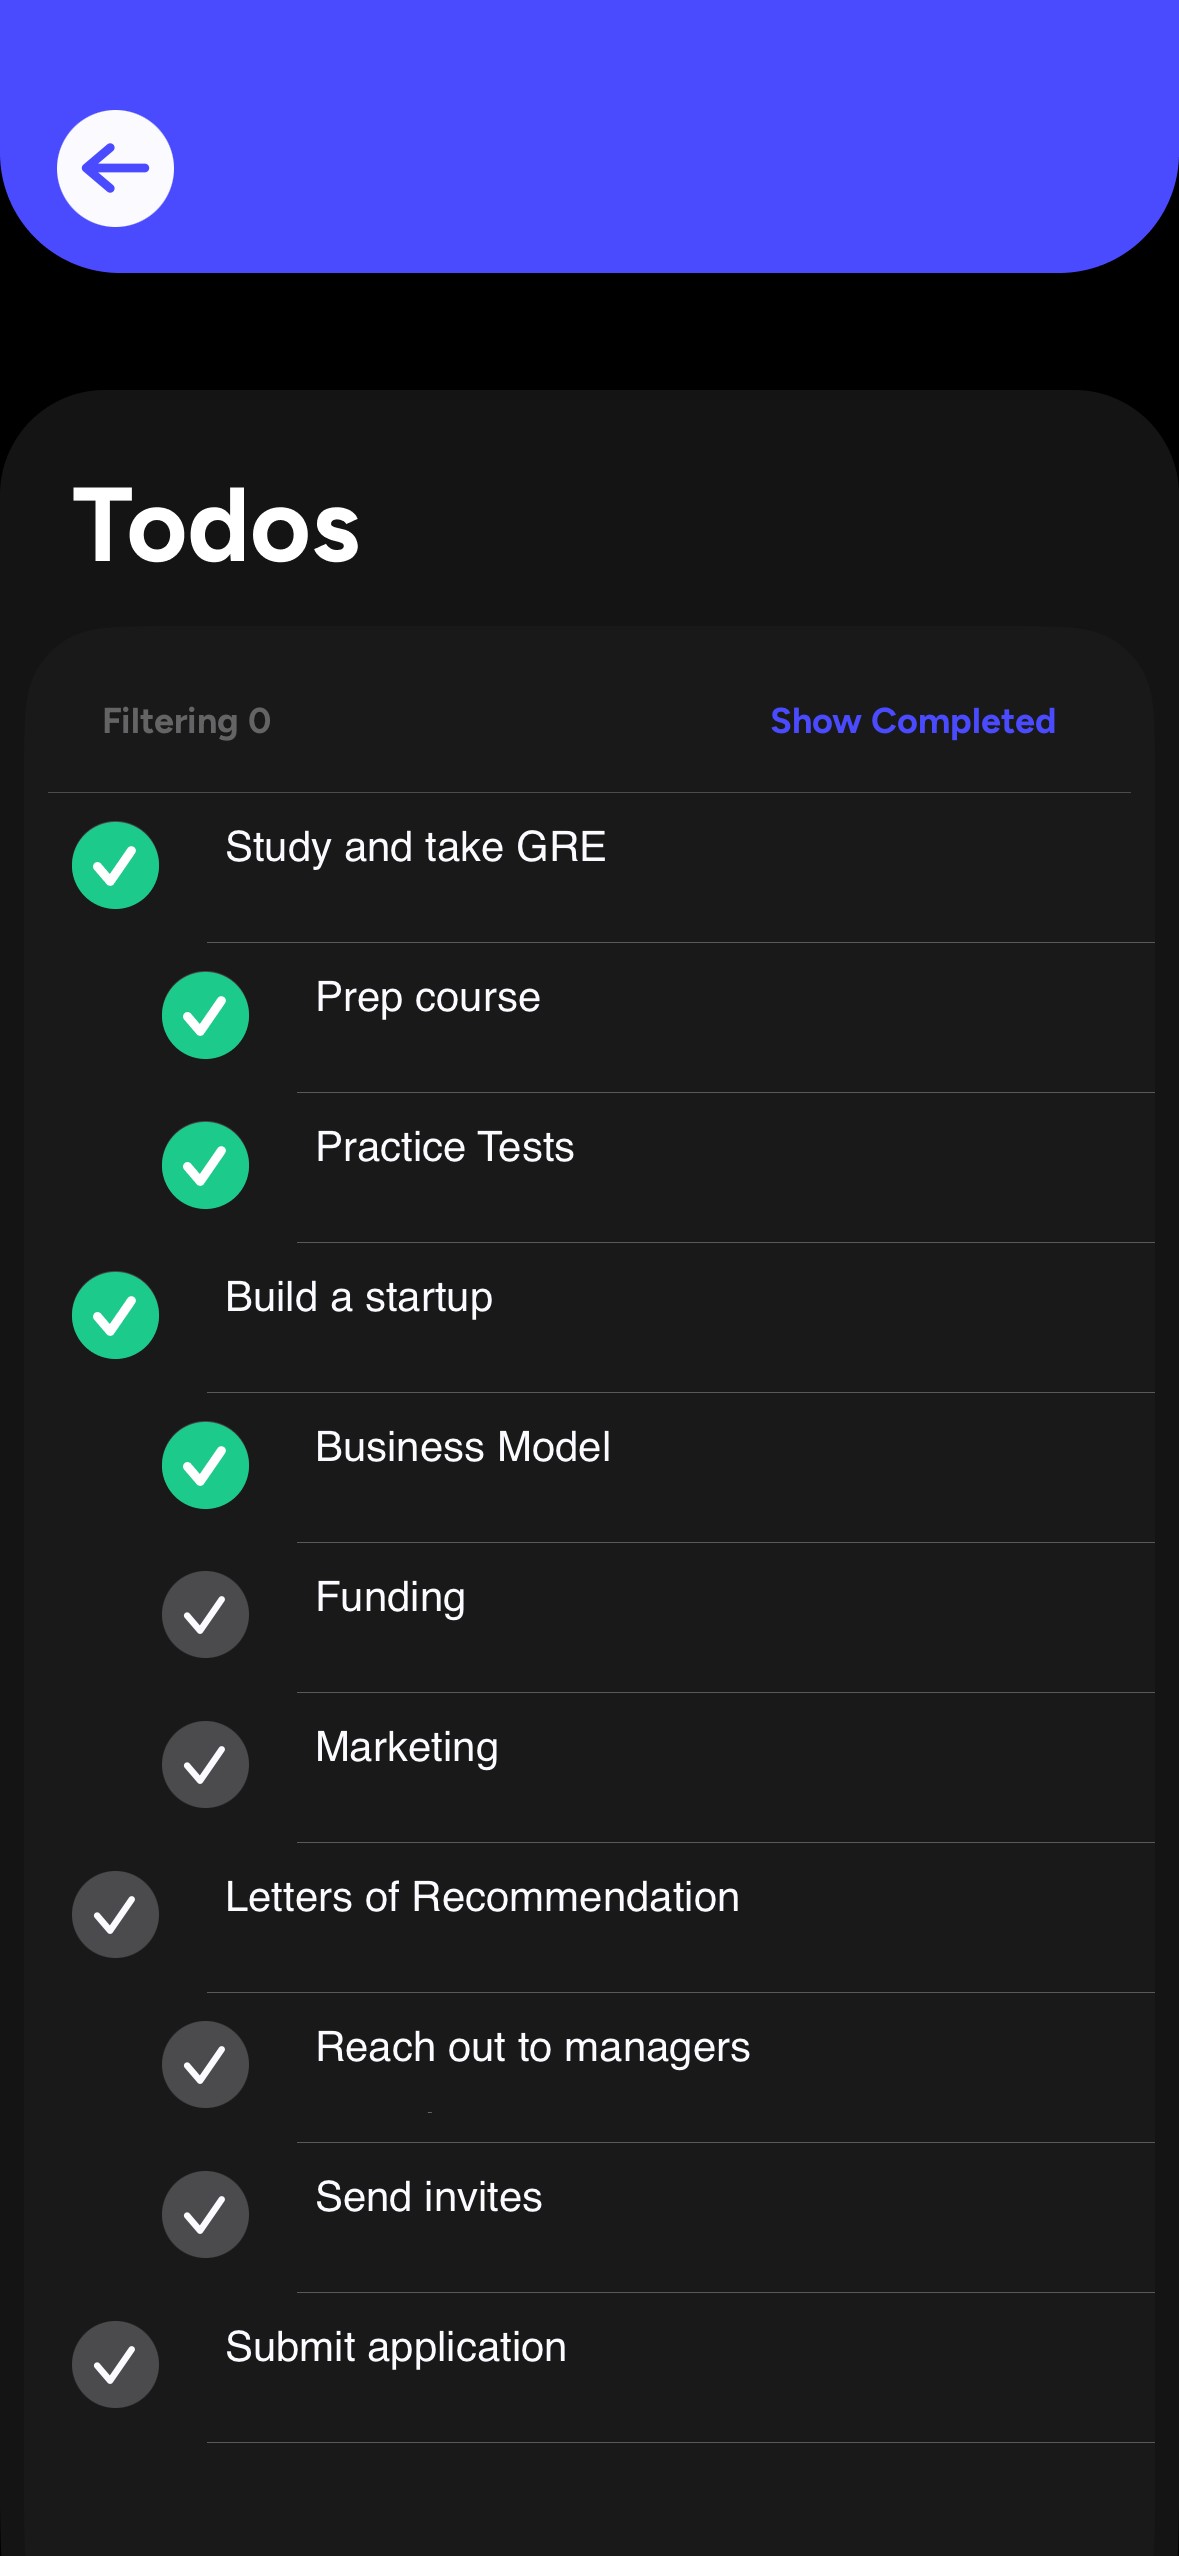 Todos
Filtering 0
Show Completed
Study and take GRE
Prep course
Practice Tests
Build a startup
Business Model
Funding
Marketing
Letters of Recommendation
Reach out to managers
Send invites
Submit application